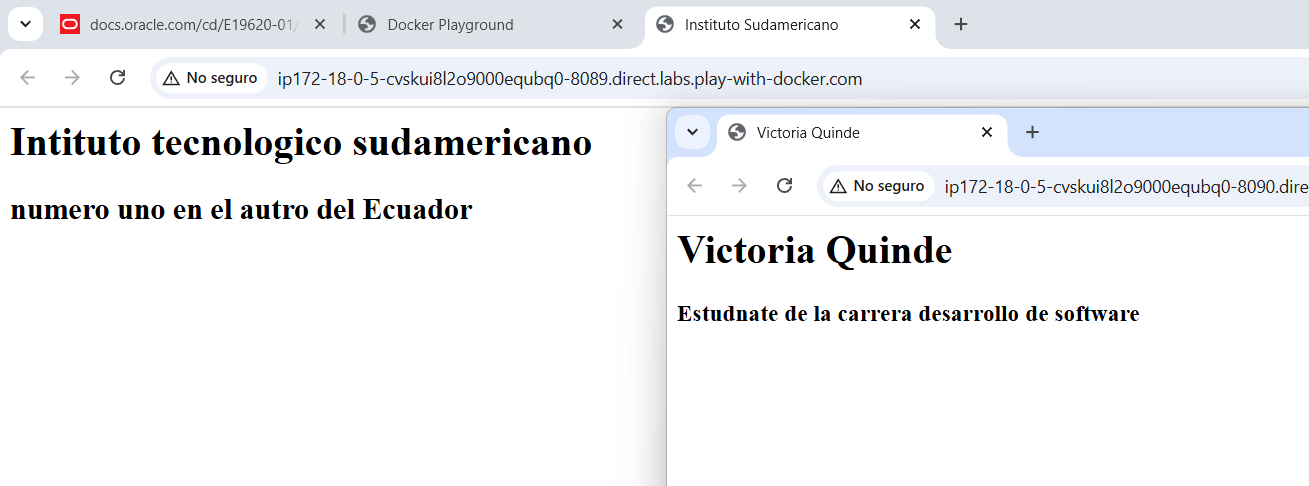 docs.oracle.com/cd/E19620-01/
Docker Playground
Instituto Sudamericano
No seguro
ip172-18-0-5-cvskui8l2o9000equbq0-8089.direct.labs.play-with-docker.com
Intituto tecnologico sudamericano
numero uno en el autro del Ecuador
Victoria Quinde
No seguro
ip172-18-0-5-cvskui8l2o9000equbq0-8090.dire
Victoria Quinde
Estudnate de la carrera desarrollo de software